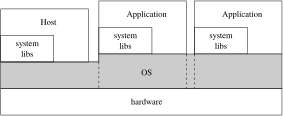 Host
Application
Application
system
libs
system
libs
system
libs
OS
hardware